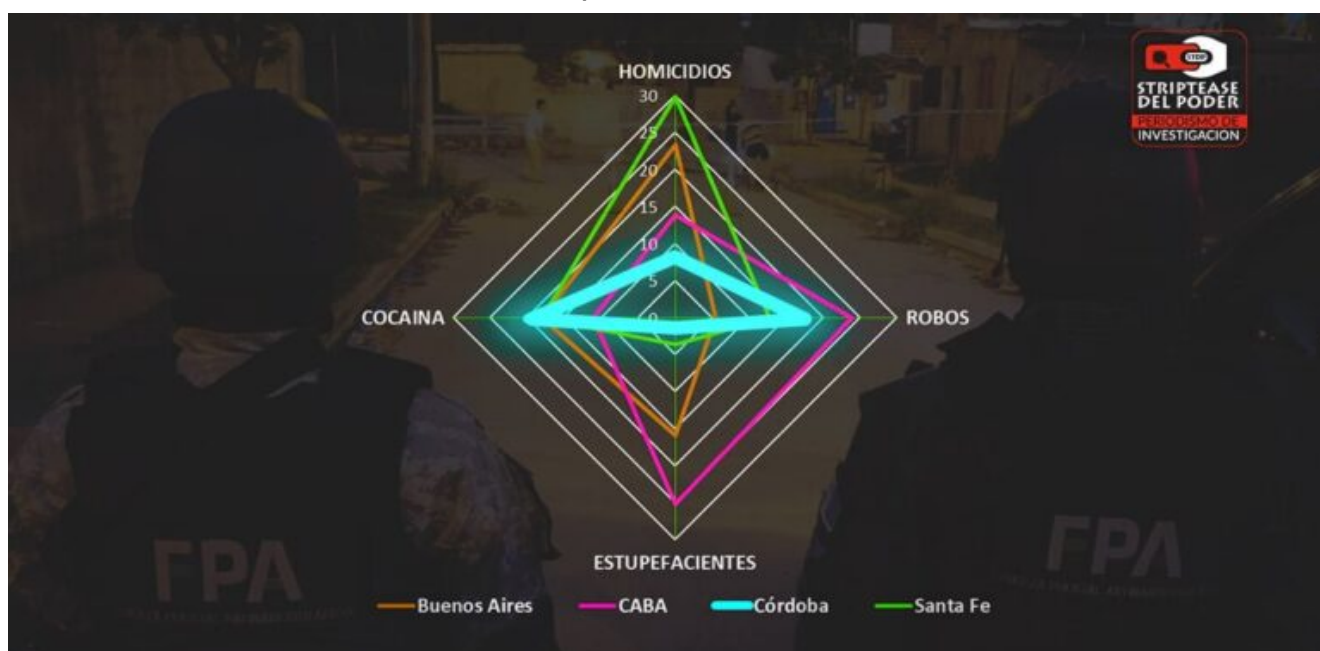 STOP
STRIPTEASE
DEL PODER
PERIODISMO DE
INVESTIGACION
HOMICIDIOS
30
25
20
15
10
5
0
COCAINA
ROBOS
ESTUPEFACIENTES
FPA
FPA
Buenos Aires
CABA
Córdoba
Santa Fe